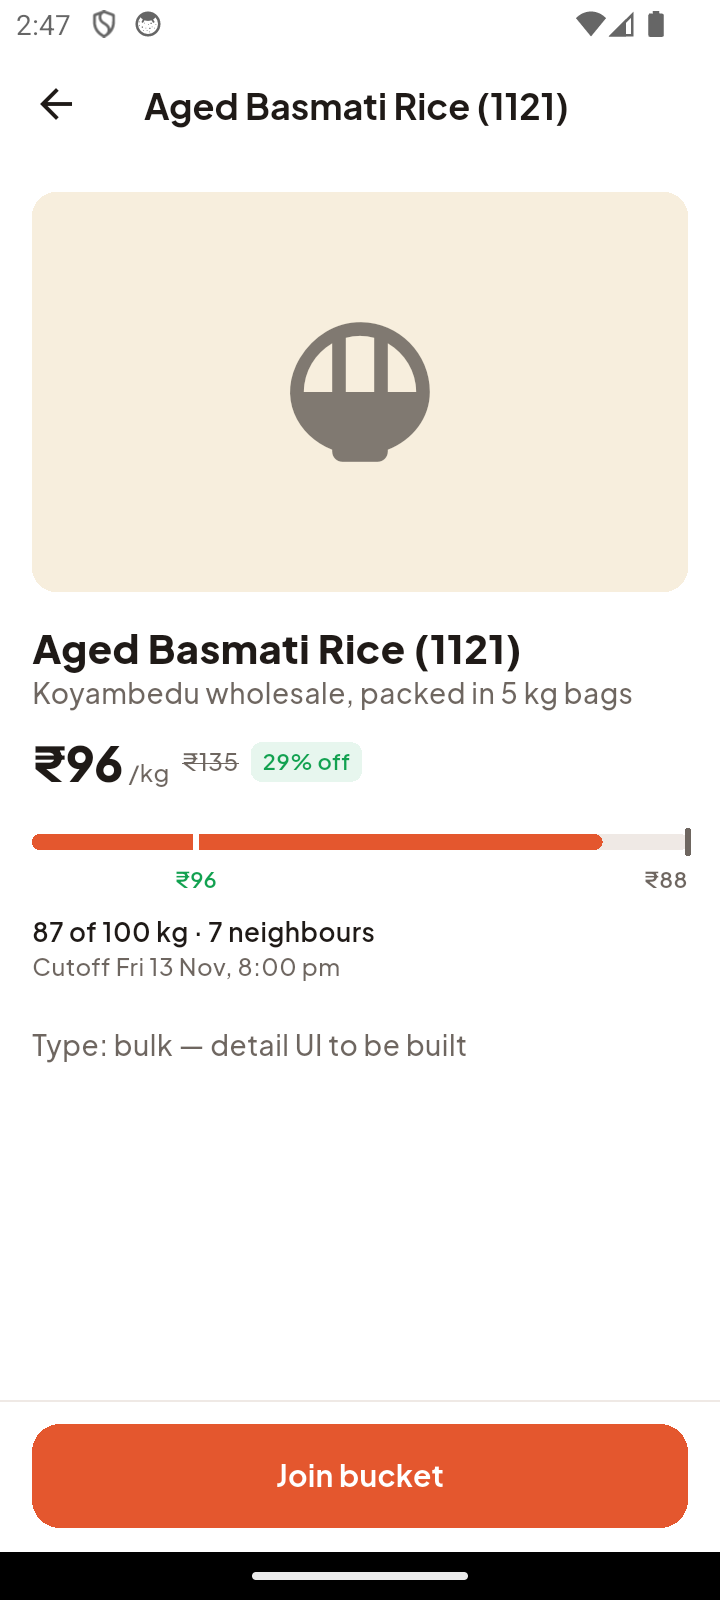 2:47
Aged Basmati Rice (1121)
Aged Basmati Rice (1121)
Koyambedu wholesale, packed in 5 kg bags
₹96 /kg ₹135 29% off
₹96 ₹88
87 of 100 kg · 7 neighbours
Cutoff Fri 13 Nov, 8:00 pm
Type: bulk — detail UI to be built
Join bucket